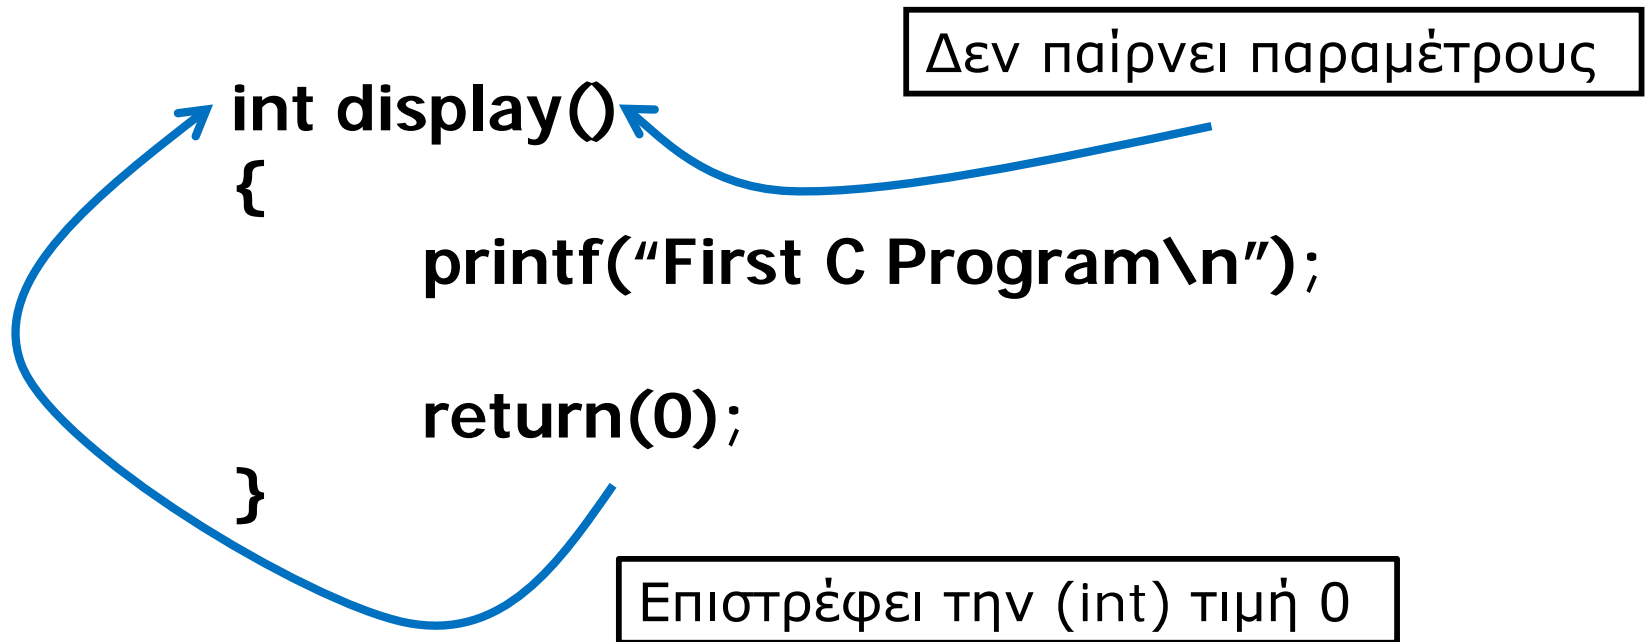 Δεν παίρνει παραμέτρους
int display()
{
printf(“First C Program\n”);
return(0);
}
Επιστρέφει την (int) τιμή 0